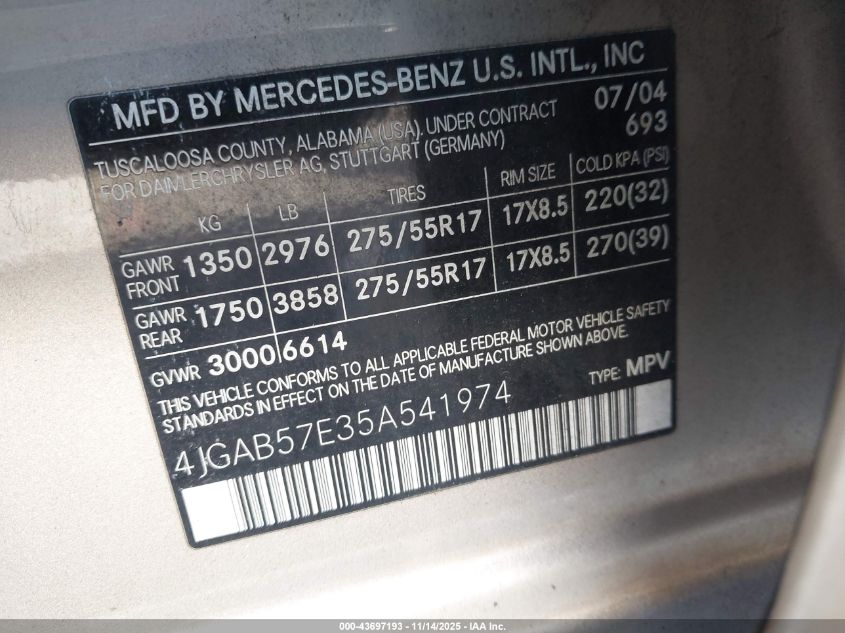 MFD BY MERCEDES-BENZ U.S. INTL., INC
TUSCALOOSA COUNTY, ALABAMA (USA). UNDER CONTRACT 07/04
FOR DAIMLERCHRYSLER AG, STUTTGART (GERMANY) 693
KG LB TIRES RIM SIZE COLD KPA (PSI)
GAWR FRONT 1350 2976 275/55R17 17X8.5 220(32)
GAWR REAR 1750 3858 275/55R17 17X8.5 270(39)
GVWR 3000 6614
THIS VEHICLE CONFORMS TO ALL APPLICABLE FEDERAL MOTOR VEHICLE SAFETY
STANDARDS IN EFFECT ON THE DATE OF MANUFACTURE SHOWN ABOVE.
4JGAB57E35A541974 TYPE: MPV
000-43697193 - 11/14/2025 - IAA Inc.